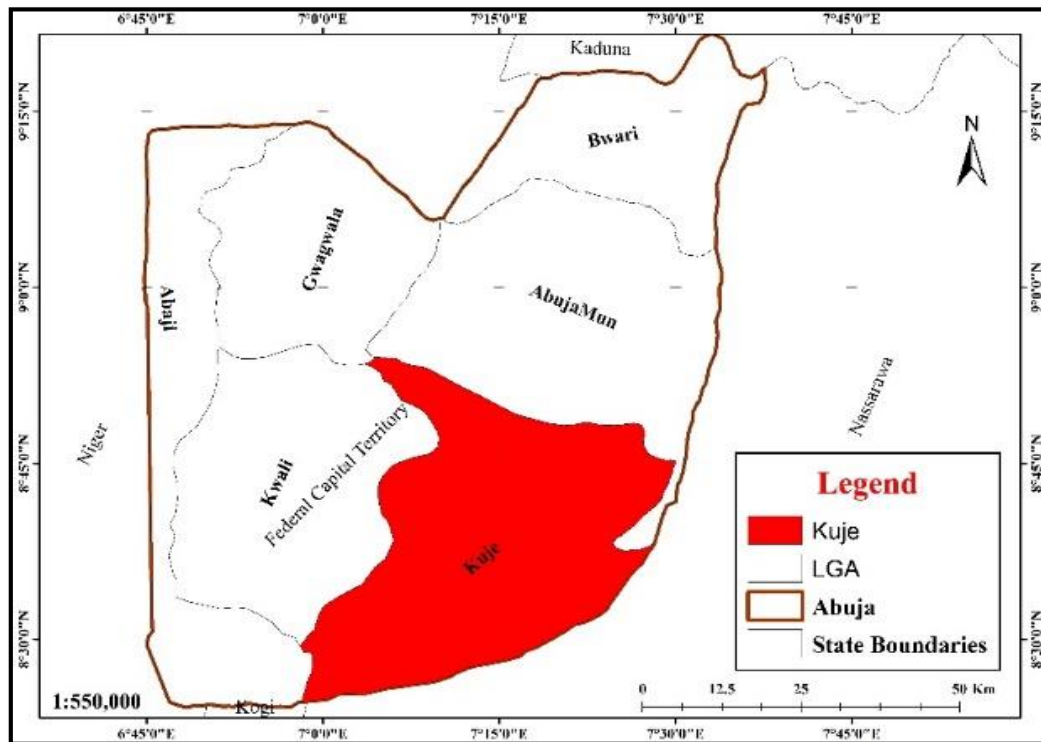 6°45'0"E 7°0'0"E 7°15'0"E 7°30'0"E 7°45'0"E
Kaduna
9°15'0"N 9°15'0"N
Bwari
N
Gwagwala
9°0'0"N 9°0'0"N
Abaji
AbujaMun
Nassarawa
Niger
Federal Capital Territory
Kwali
8°45'0"N 8°45'0"N
Kuje
Legend
Kuje
LGA
Abuja
State Boundaries
8°30'0"N 8°30'0"N
1:550,000
Kogi
0 12.5 25 50 Km
6°45'0"E 7°0'0"E 7°15'0"E 7°30'0"E 7°45'0"E